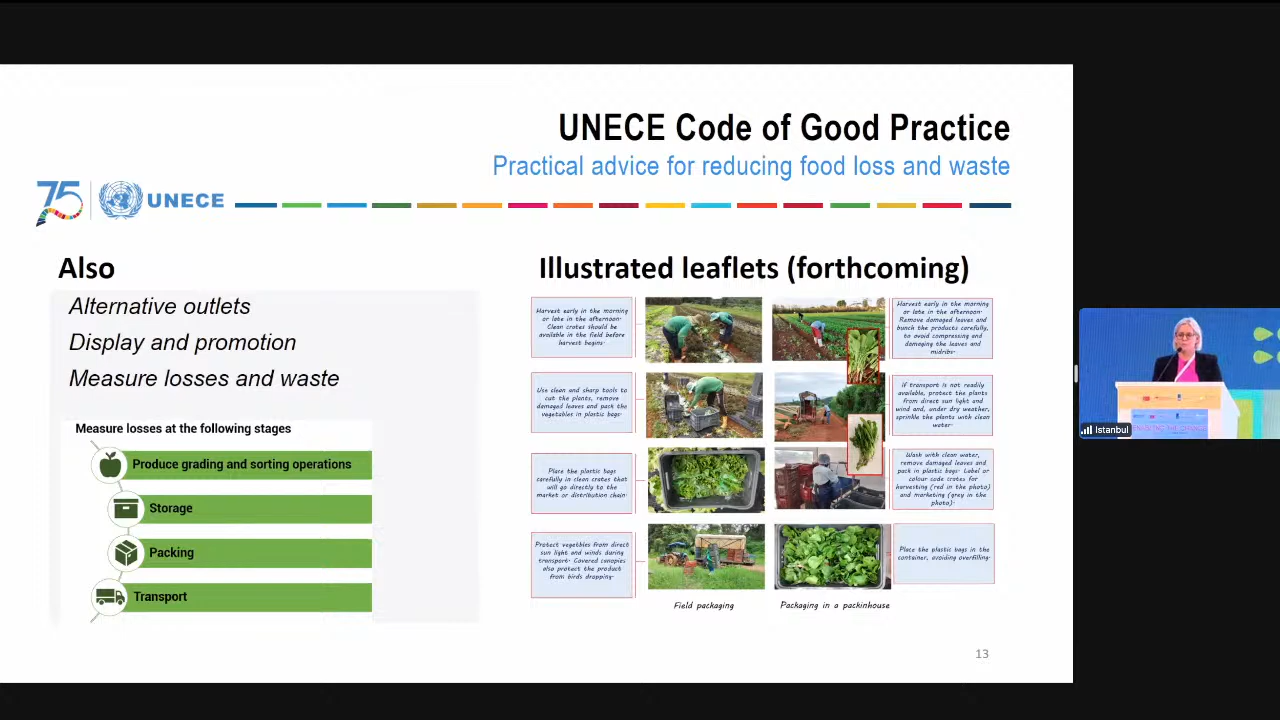 UNECE Code of Good Practice
Practical advice for reducing food loss and waste
75
UNECE
Also
Alternative outlets
Display and promotion
Measure losses and waste
Measure losses at the following stages
Produce grading and sorting operations
Storage
Packing
Transport
Illustrated leaflets (forthcoming)
Harvest early in the morning
or late in the afternoon.
Clean crates should be
available in the field before
harvest begins.
Use clean and sharp tools to
cut the plants, remove
damaged leaves and pack the
vegetables in plastic bags.
Place the plastic bags
carefully in clean crates that
will go directly to the
market or distribution chain.
Protect vegetbles from direct
sun light and winds during
transport. Covered canopies
also protect the product
from birds dropping.
Harvest early in the morning
or late in the afternoon.
Remove damaged leaves and
bunch the products carefully,
to avoid compressing and
damaging the leaves and
midribs.
If transport is not readily
available, protect the plants
from direct sun light and
wind and, under dry weather,
sprinkle the plants with clean
water.
Wash with clean water,
remove damaged leaves and
pack in plastic bags. Label or
colour code crates for
harvesting (red in the photo)
and marketing (grey in the
photo).
Place the plastic bags in the
container, avoiding overfilling.
Field packaging
Packaging in a packinhouse
13
Istanbul